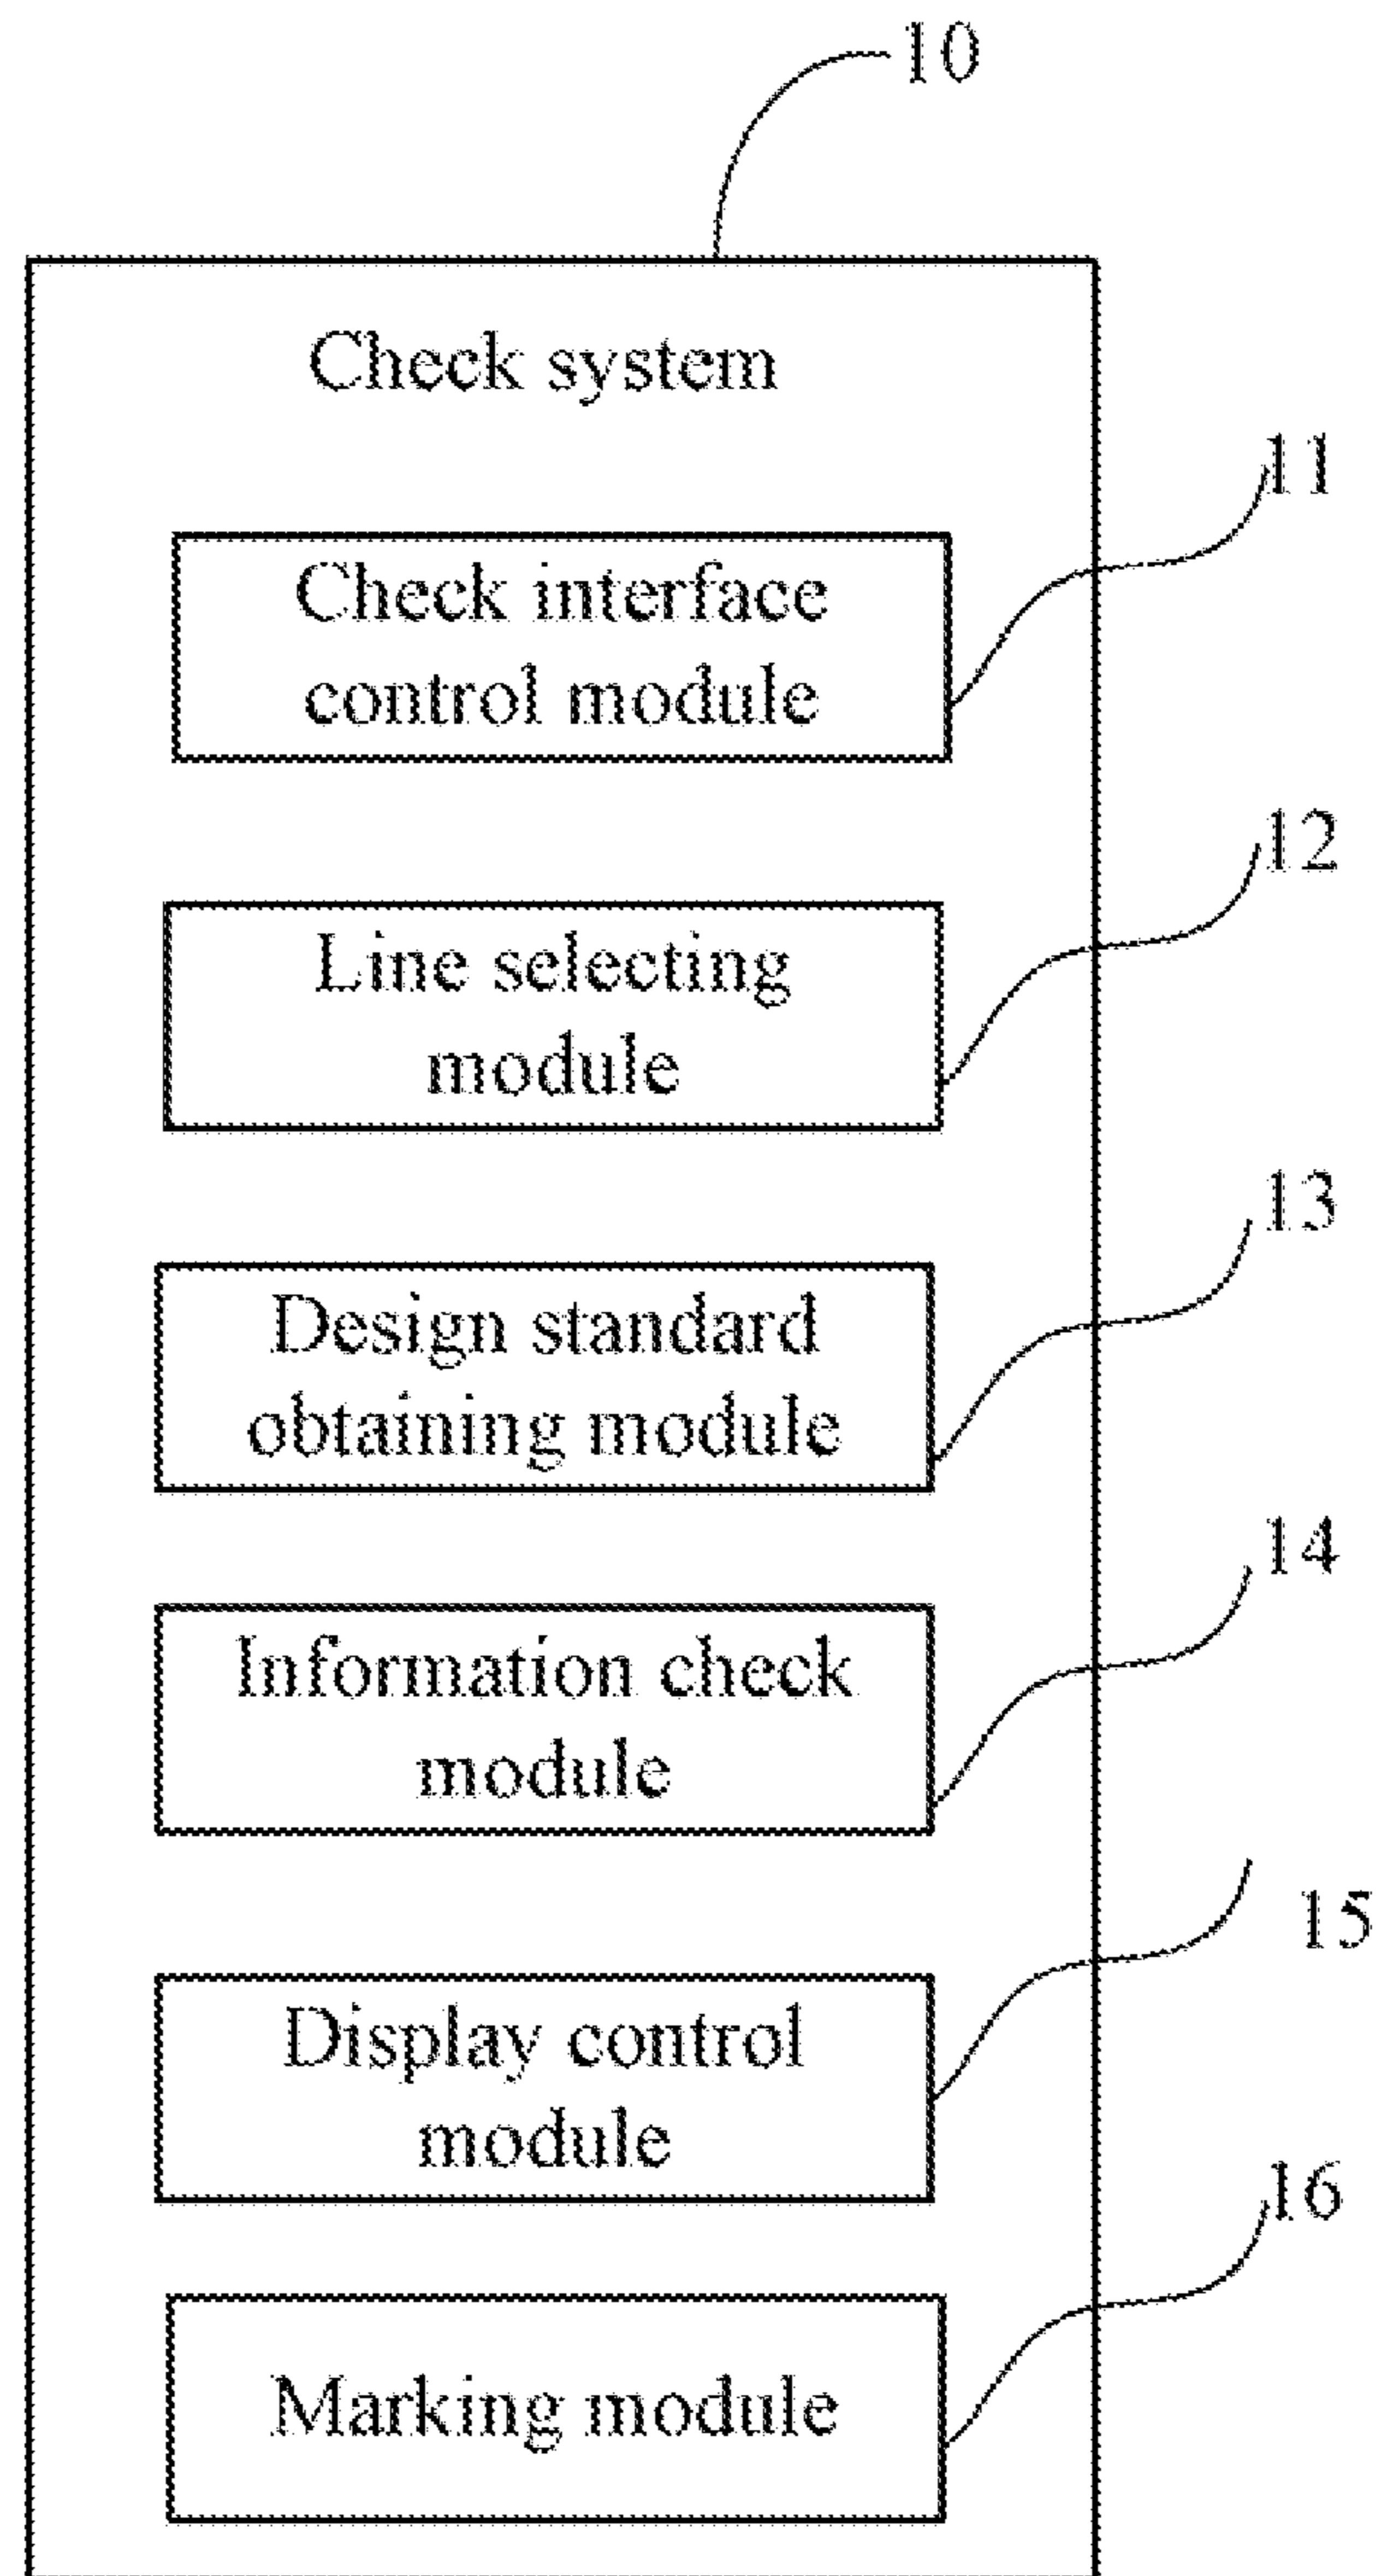 10
Check system
11
Check interface
control module
12
Line selecting
module
13
Design standard
obtaining module
14
Information check
module
15
Display control
module
16
Marking module